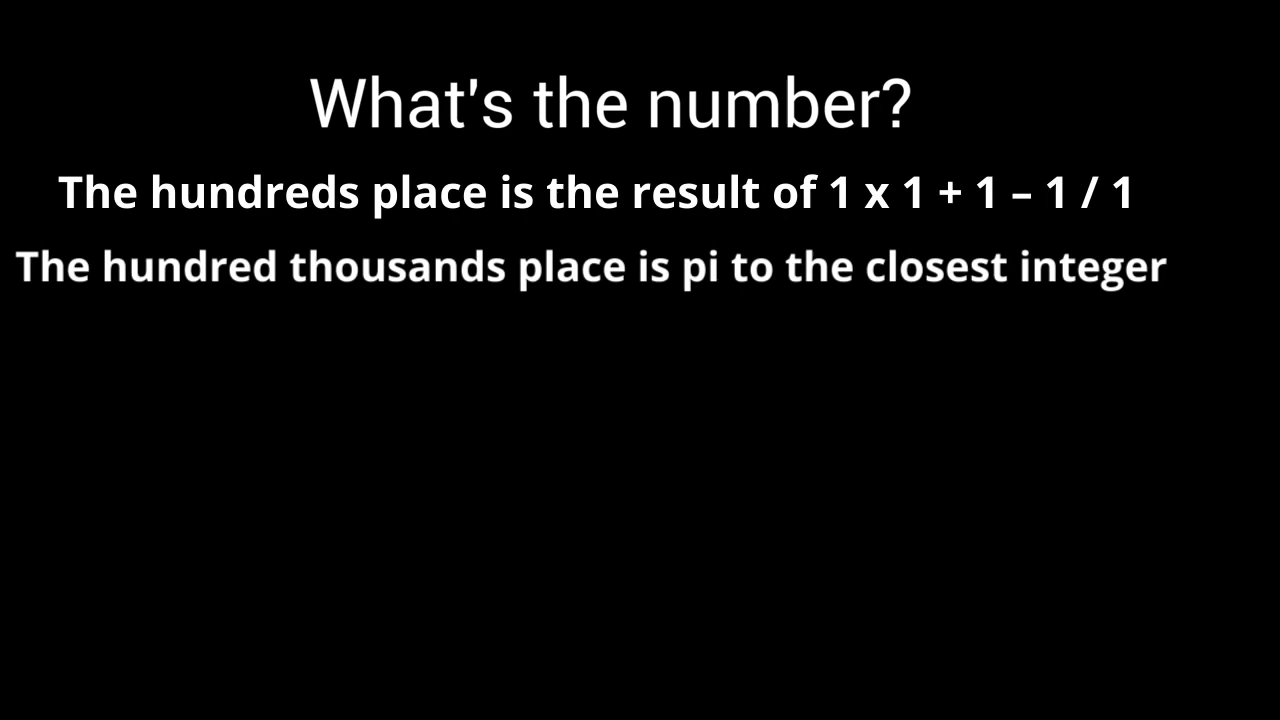 What's the number?
The hundreds place is the result of 1 x 1 + 1 – 1 / 1
The hundred thousands place is pi to the closest integer